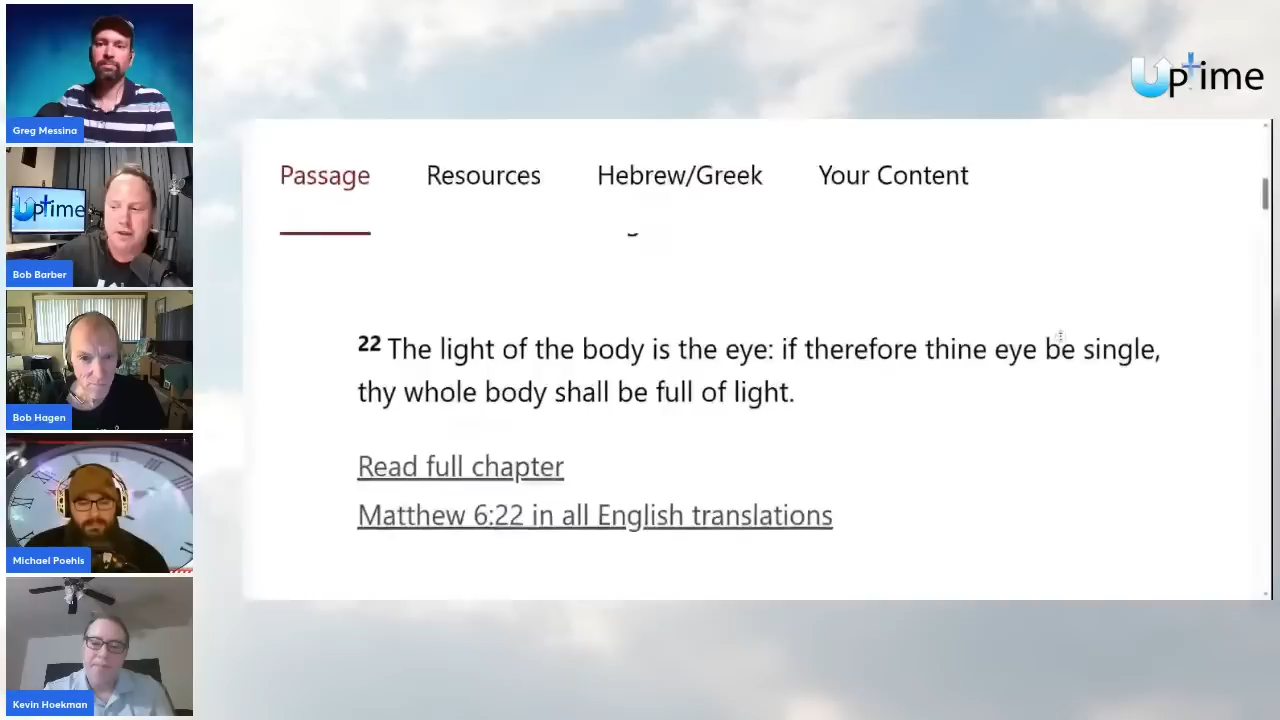 Greg Messina
Uptime
Bob Barber
Bob Hagen
Michael Poehls
Kevin Hoekman
Uptime
Passage Resources Hebrew/Greek Your Content
22 The light of the body is the eye: if therefore thine eye be single,
thy whole body shall be full of light.
Read full chapter
Matthew 6:22 in all English translations